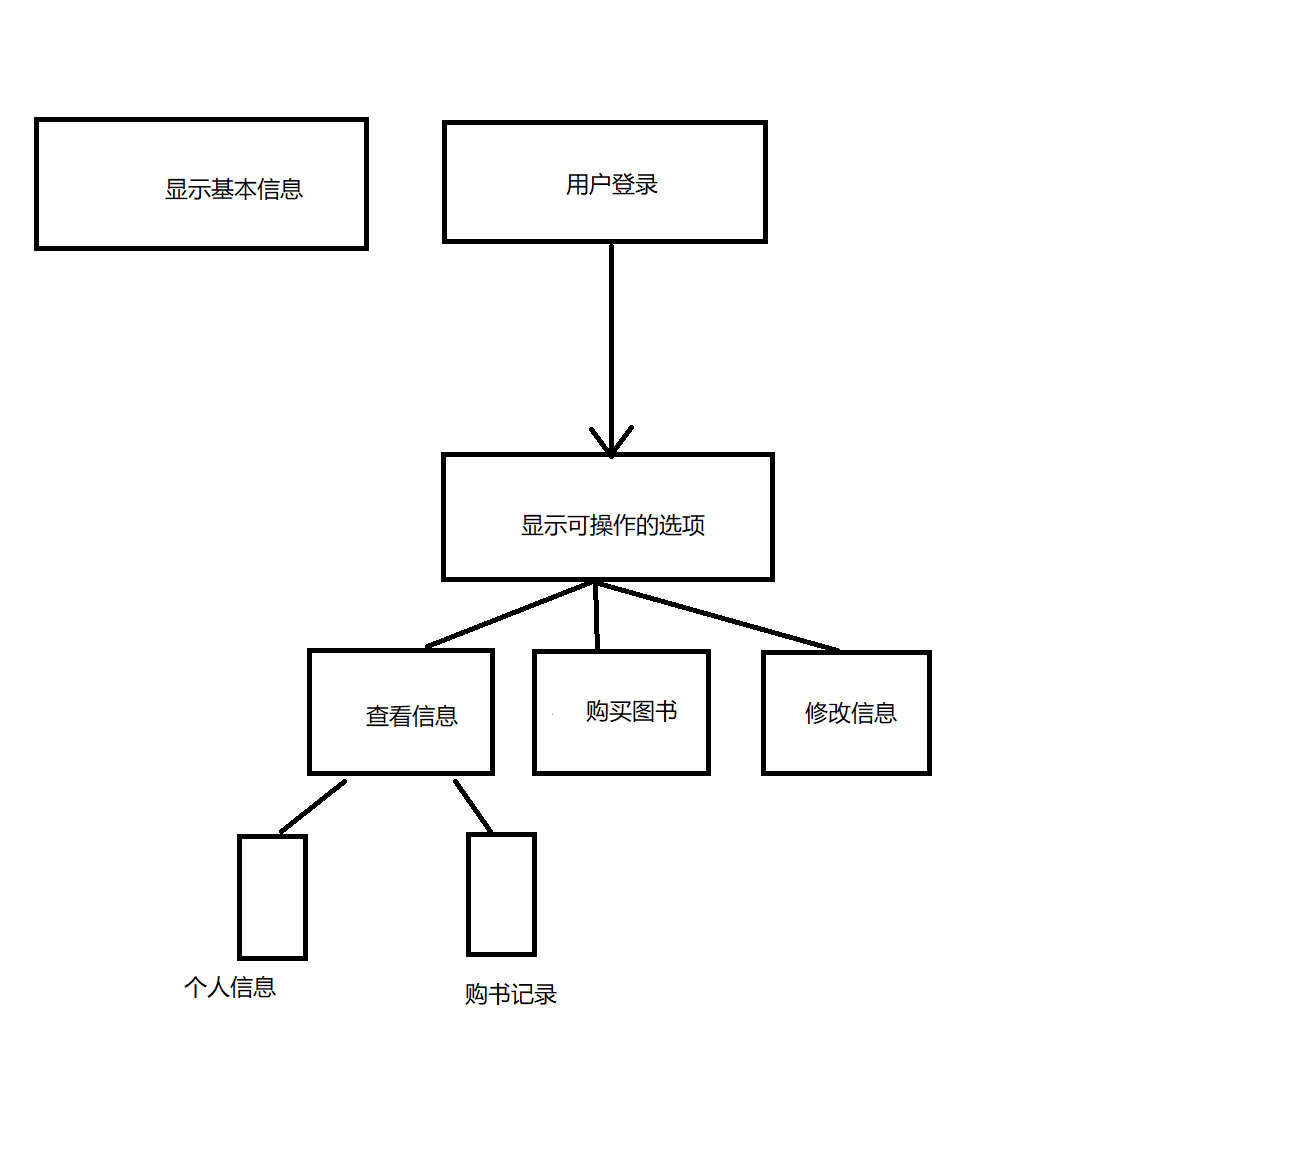 显示基本信息
用户登录
显示可操作的选项
查看信息
购买图书
修改信息
个人信息
购书记录